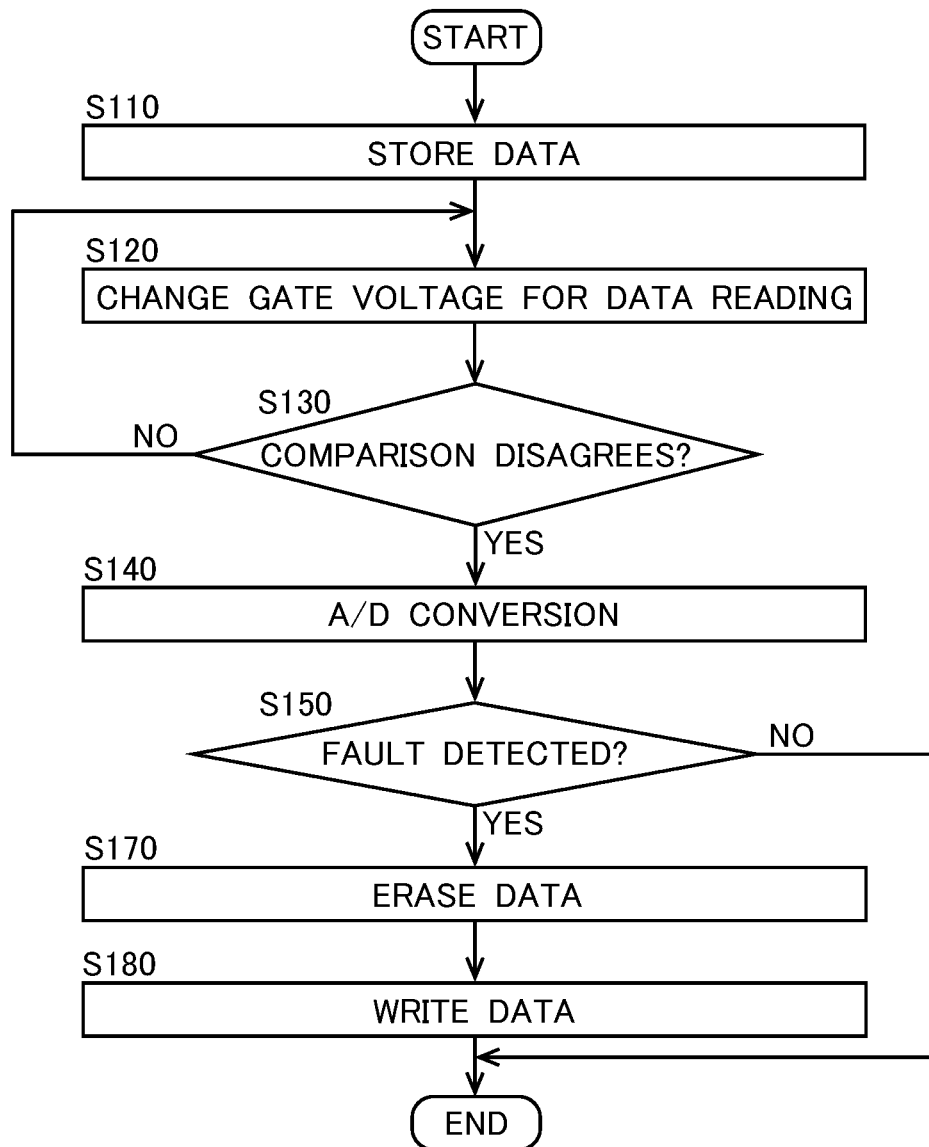 START
S110
STORE DATA
S120
CHANGE GATE VOLTAGE FOR DATA READING
S130
COMPARISON DISAGREES?
NO
YES
S140
A/D CONVERSION
S150
FAULT DETECTED?
NO
YES
S170
ERASE DATA
S180
WRITE DATA
END